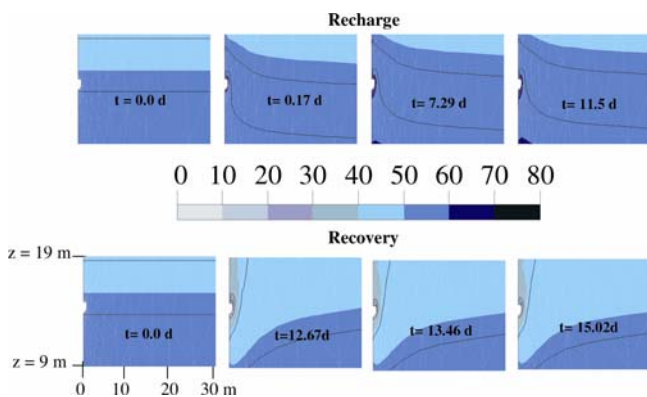 Recharge
t = 0.0 d
t= 0.17 d
t= 7.29 d
t= 11.5 d
0 10 20 30 40 50 60 70 80
Recovery
z = 19 m
t= 0.0 d
t=12.67d
t= 13.46 d
t= 15.02d
z = 9 m
0 10 20 30 m